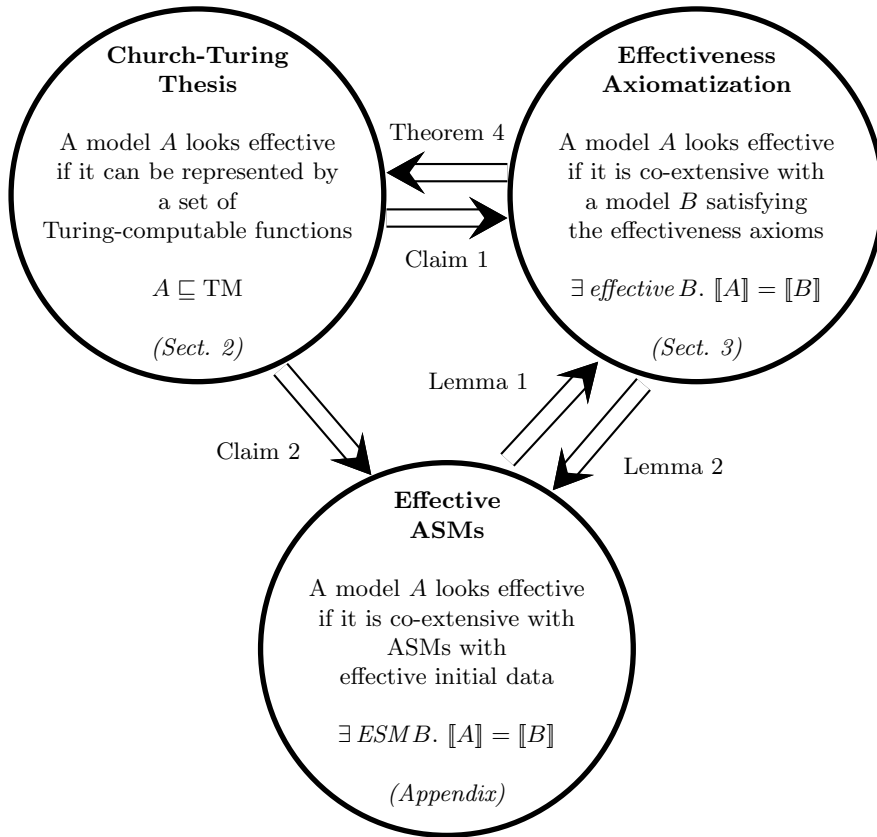 Church-Turing
Thesis
A model A looks effective
if it can be represented by
a set of
Turing-computable functions
A ⊑ TM
(Sect. 2)
Theorem 4
Claim 1
Effectiveness
Axiomatization
A model A looks effective
if it is co-extensive with
a model B satisfying
the effectiveness axioms
∃ effective B. ⟦A⟧ = ⟦B⟧
(Sect. 3)
Claim 2
Lemma 1
Lemma 2
Effective
ASMs
A model A looks effective
if it is co-extensive with
ASMs with
effective initial data
∃ ESM B. ⟦A⟧ = ⟦B⟧
(Appendix)